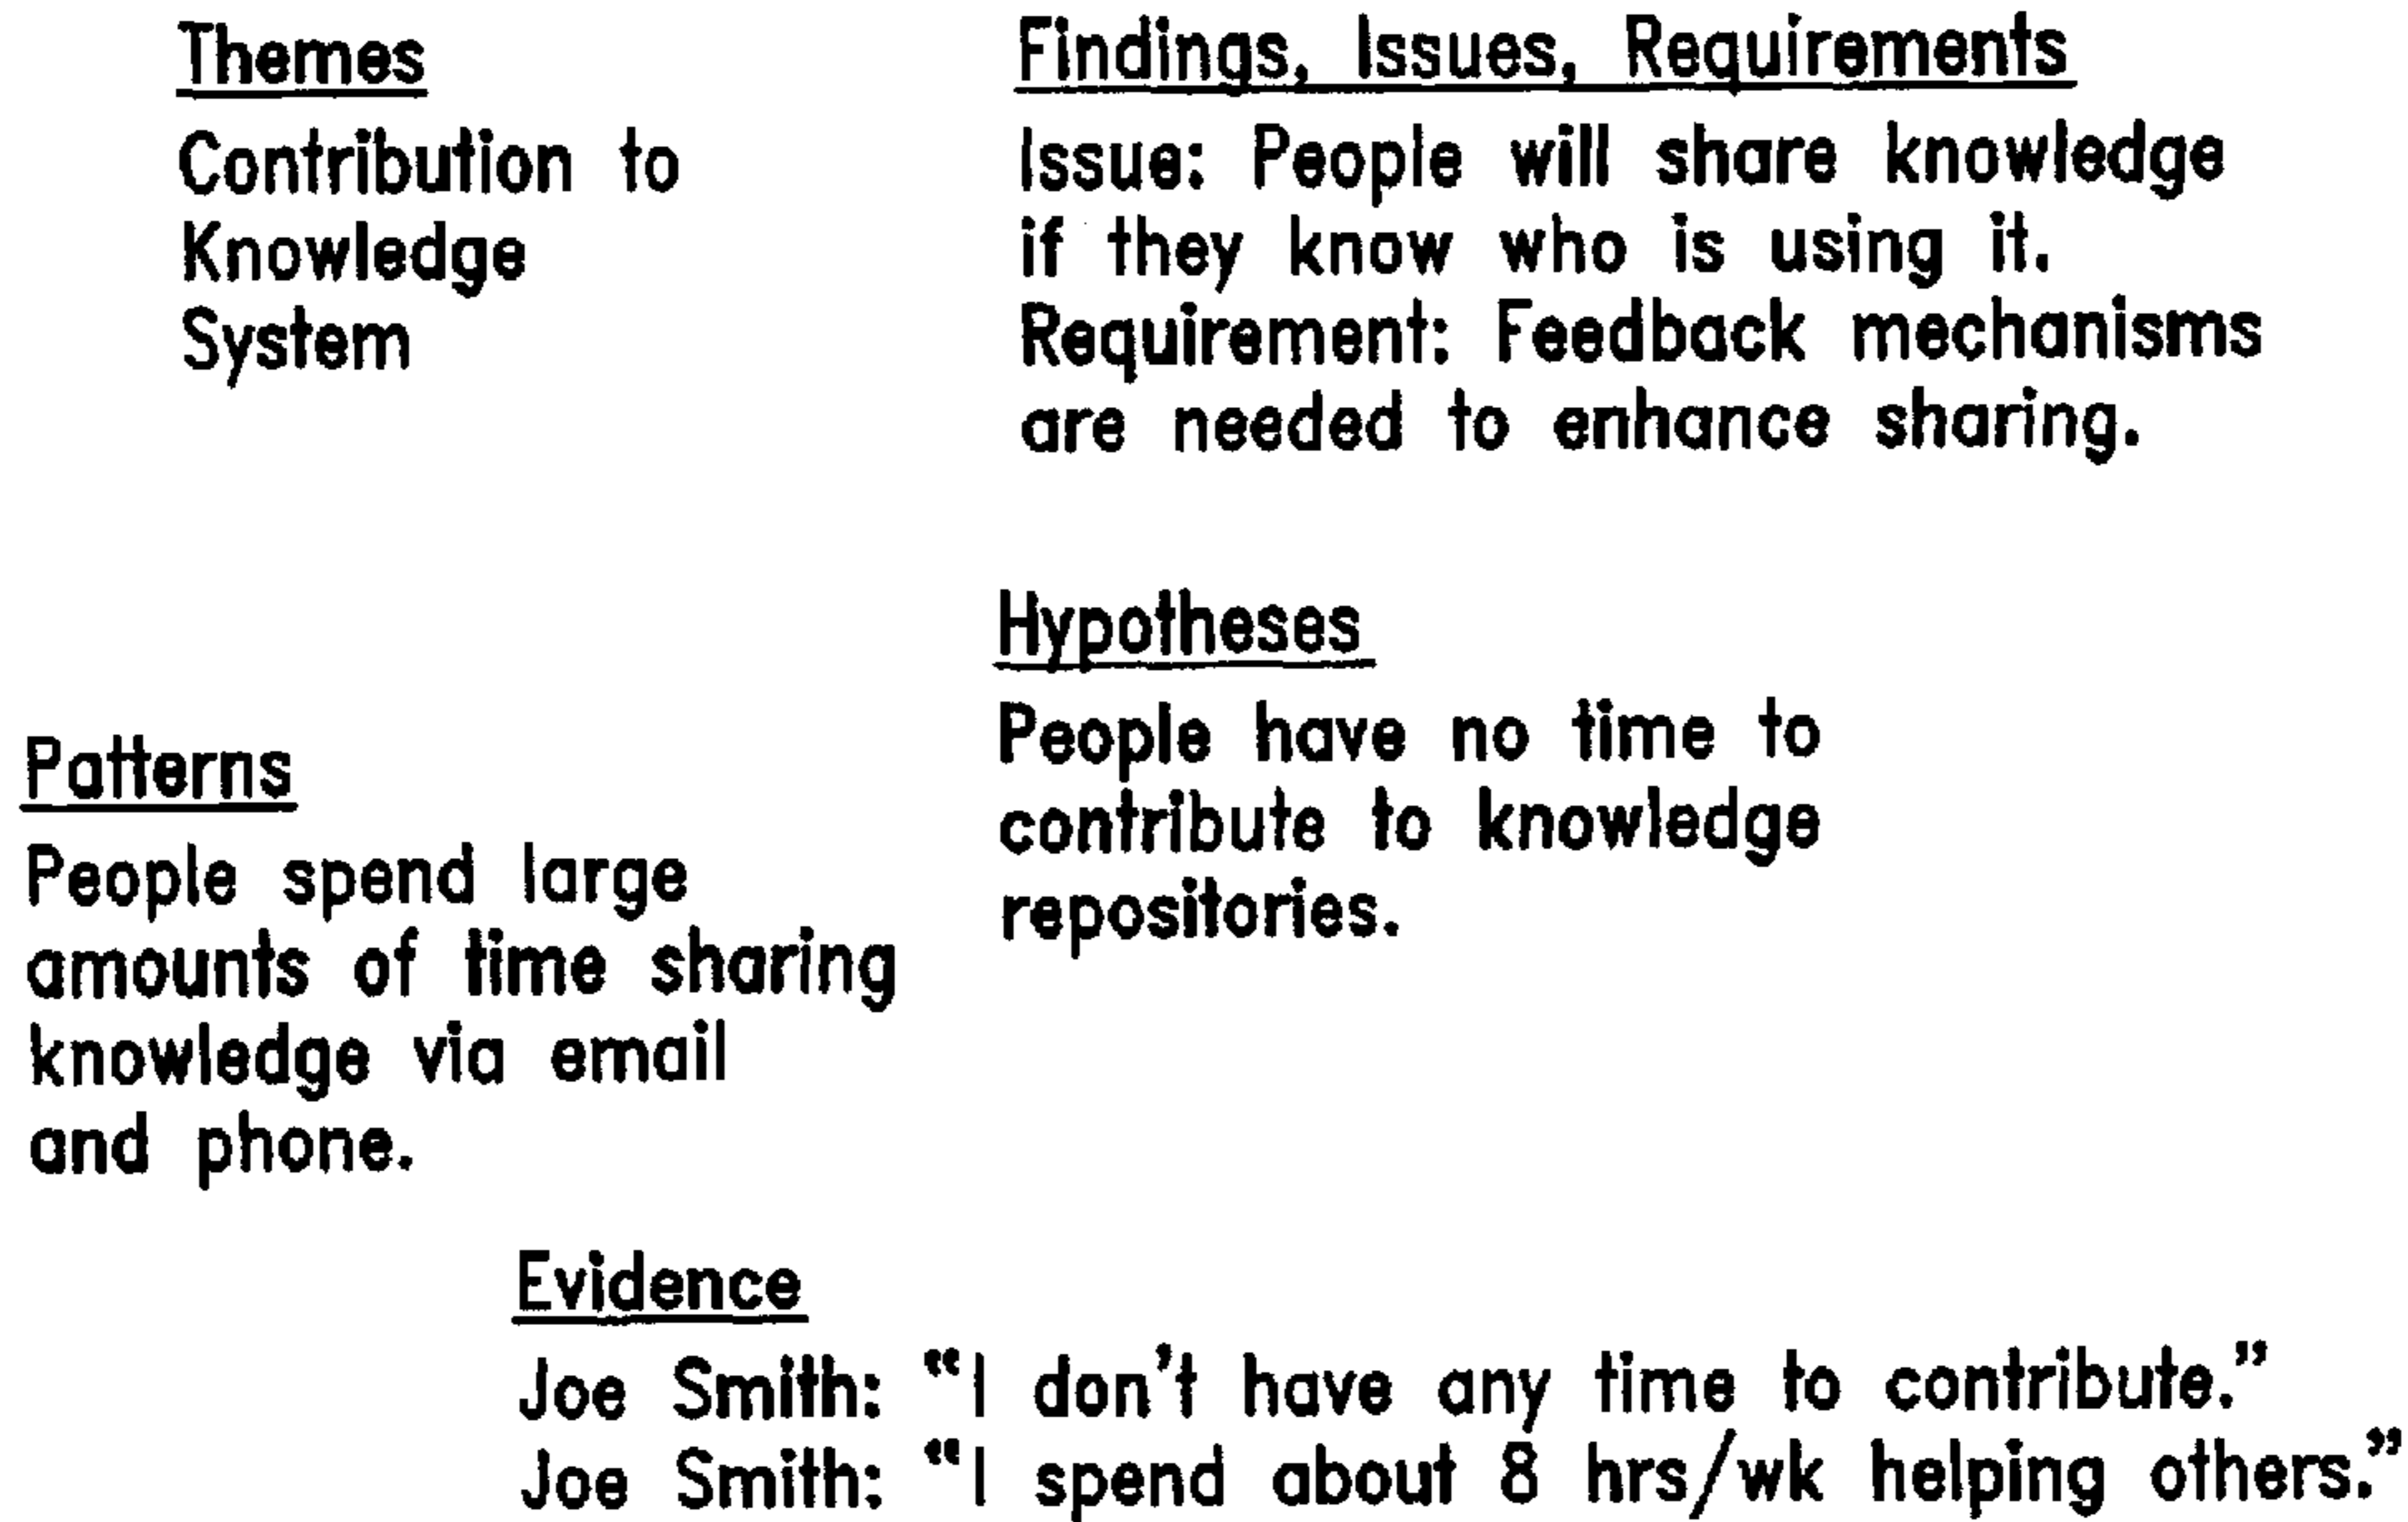 Themes
Contribution to
Knowledge
System
Findings, Issues, Requirements
Issue: People will share knowledge
if they know who is using it.
Requirement: Feedback mechanisms
are needed to enhance sharing.
Hypotheses
People have no time to
contribute to knowledge
repositories.
Patterns
People spend large
amounts of time sharing
knowledge via email
and phone.
Evidence
Joe Smith: “I don't have any time to contribute.”
Joe Smith: “I spend about 8 hrs/wk helping others.”